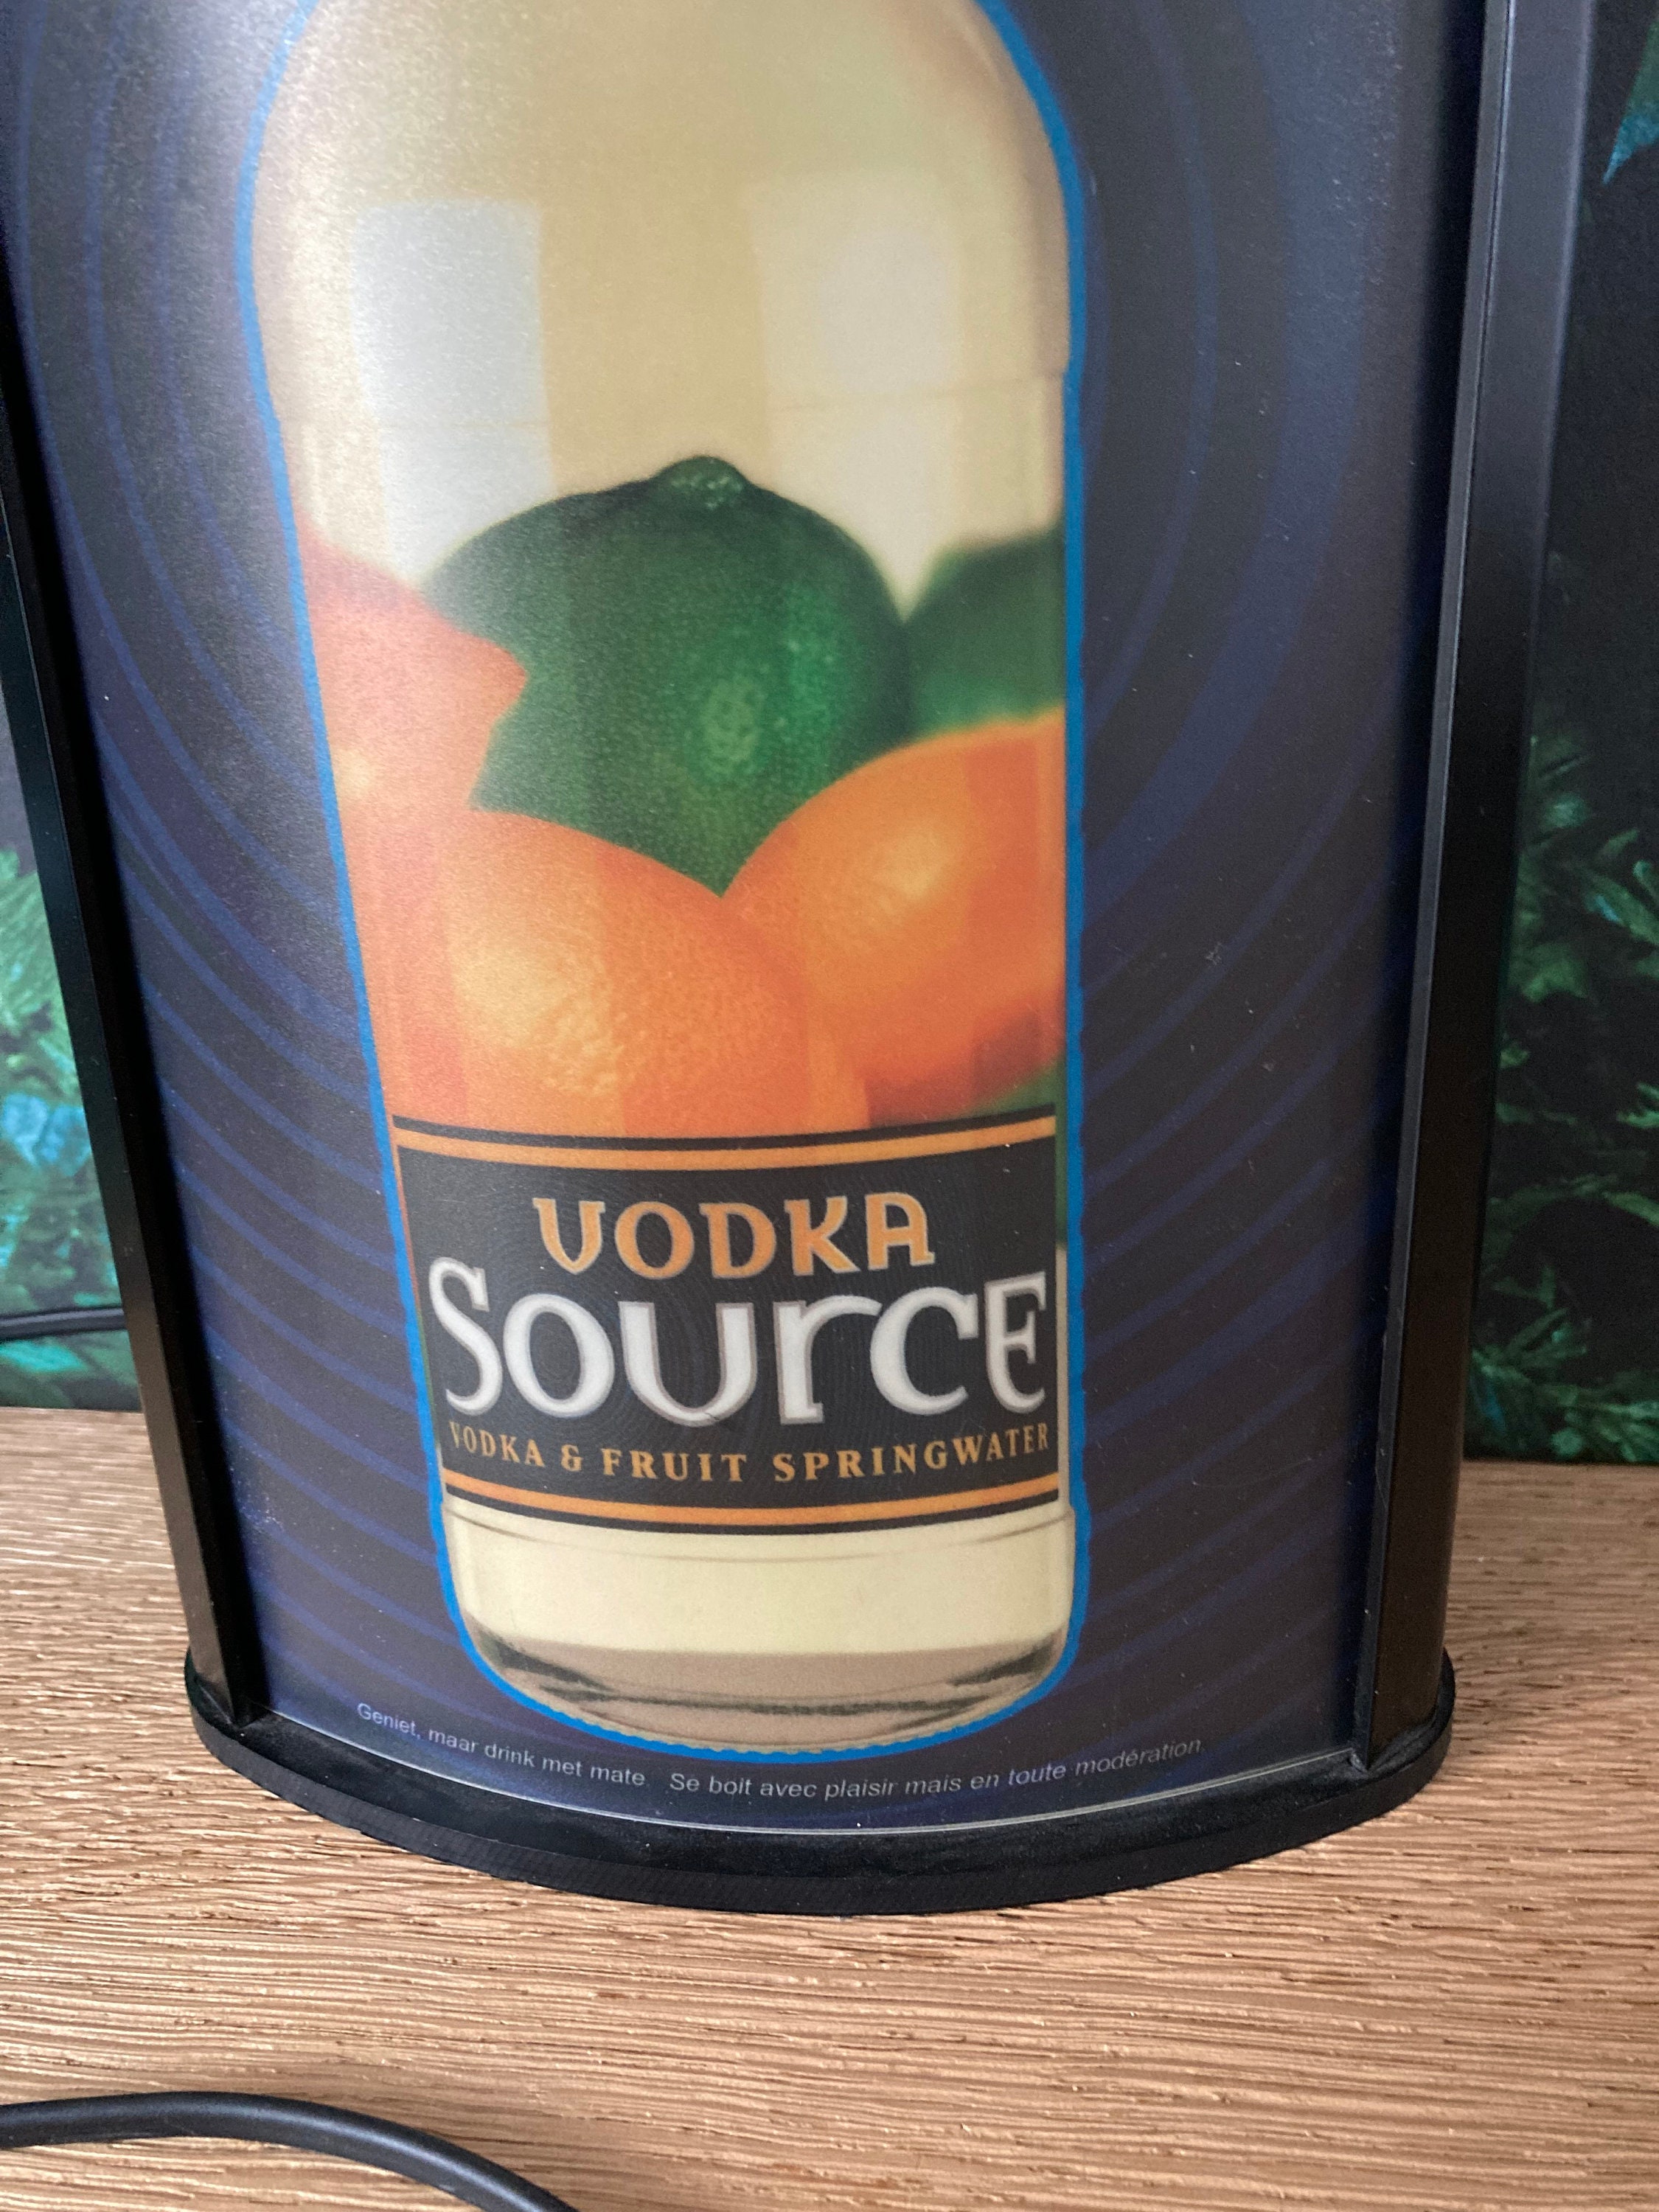 VODKA
SourcE
VODKA & FRUIT SPRINGWATER
Geniet, maar drink met mate. Se boit avec plaisir mais en toute modération.